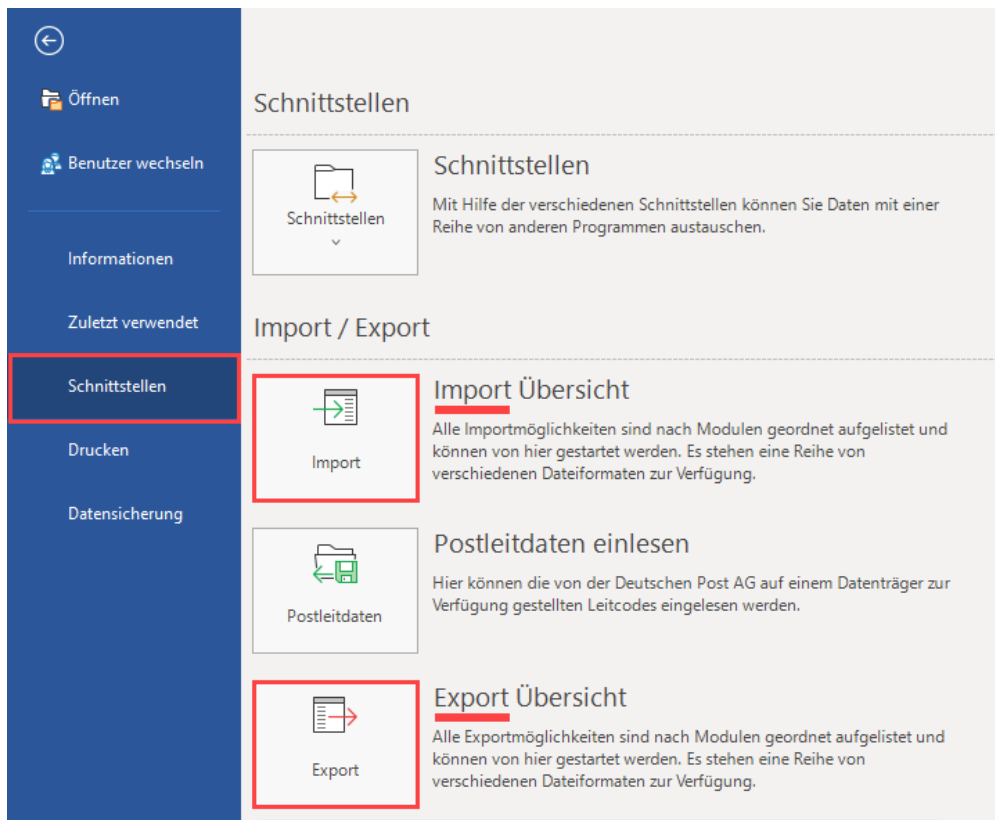 Öffnen
Benutzer wechseln
Informationen
Zuletzt verwendet
Schnittstellen
Drucken
Datensicherung
Schnittstellen
Schnittstellen
Schnittstellen
Mit Hilfe der verschiedenen Schnittstellen können Sie Daten mit einer
Reihe von anderen Programmen austauschen.
Import / Export
Import
Import Übersicht
Alle Importmöglichkeiten sind nach Modulen geordnet aufgelistet und
können von hier gestartet werden. Es stehen eine Reihe von
verschiedenen Dateiformaten zur Verfügung.
Postleitdaten
Postleitdaten einlesen
Hier können die von der Deutschen Post AG auf einem Datenträger zur
Verfügung gestellten Leitcodes eingelesen werden.
Export
Export Übersicht
Alle Exportmöglichkeiten sind nach Modulen geordnet aufgelistet und
können von hier gestartet werden. Es stehen eine Reihe von
verschiedenen Dateiformaten zur Verfügung.